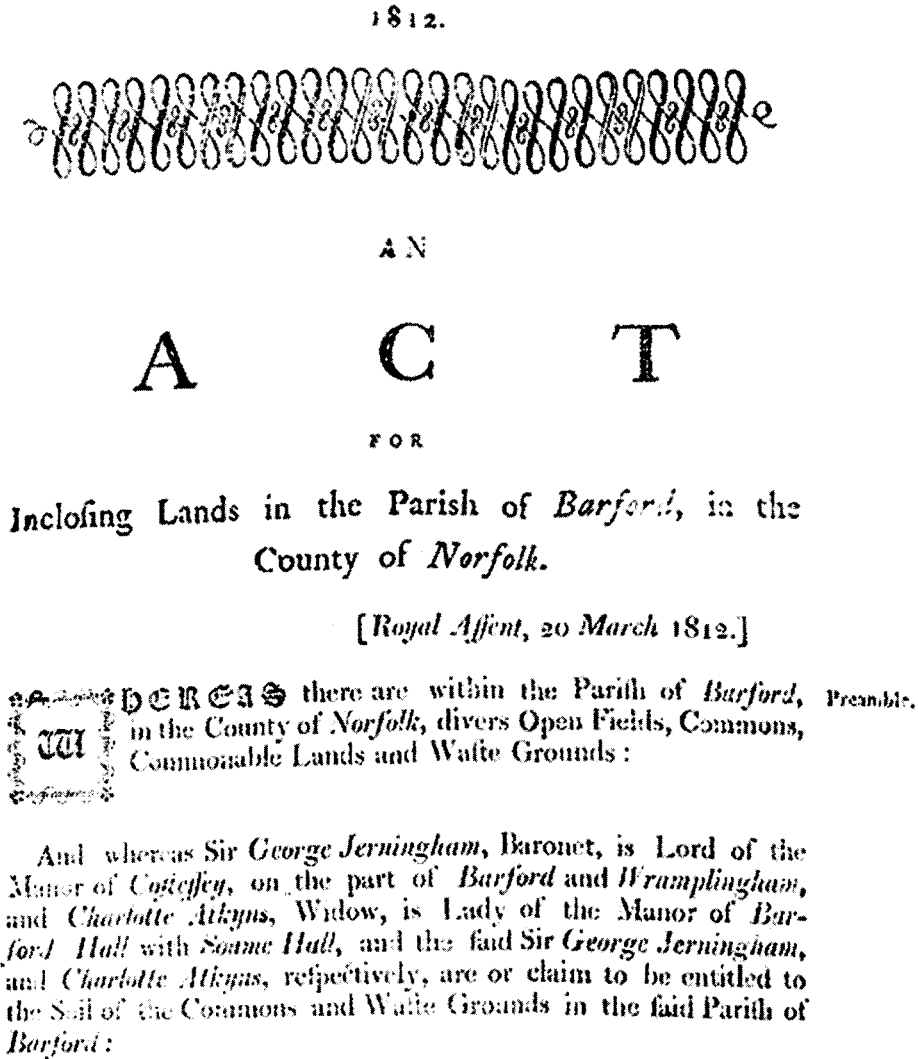 1812.
AN
A C T
FOR
Incloſing Lands in the Pariſh of Barford, in the
County of Norfolk.
[Royal Aſſent, 20 March 1812.]
WHEREAS there are within the Pariſh of Barford,
Preamble.
in the County of Norfolk, divers Open Fields, Commons,
Commonable Lands and Waſte Grounds:
And whereas Sir George Jerningham, Baronet, is Lord of the
Manor of Coſteſſey, on the part of Barford and Wramplingham,
and Charlotte Atkyns, Widow, is Lady of the Manor of Bar-
ford Hall with Soame Hall, and the ſaid Sir George Jerningham,
and Charlotte Atkyns, reſpectively, are or claim to be entitled to
the Soil of the Commons and Waſte Grounds in the ſaid Pariſh of
Barford: